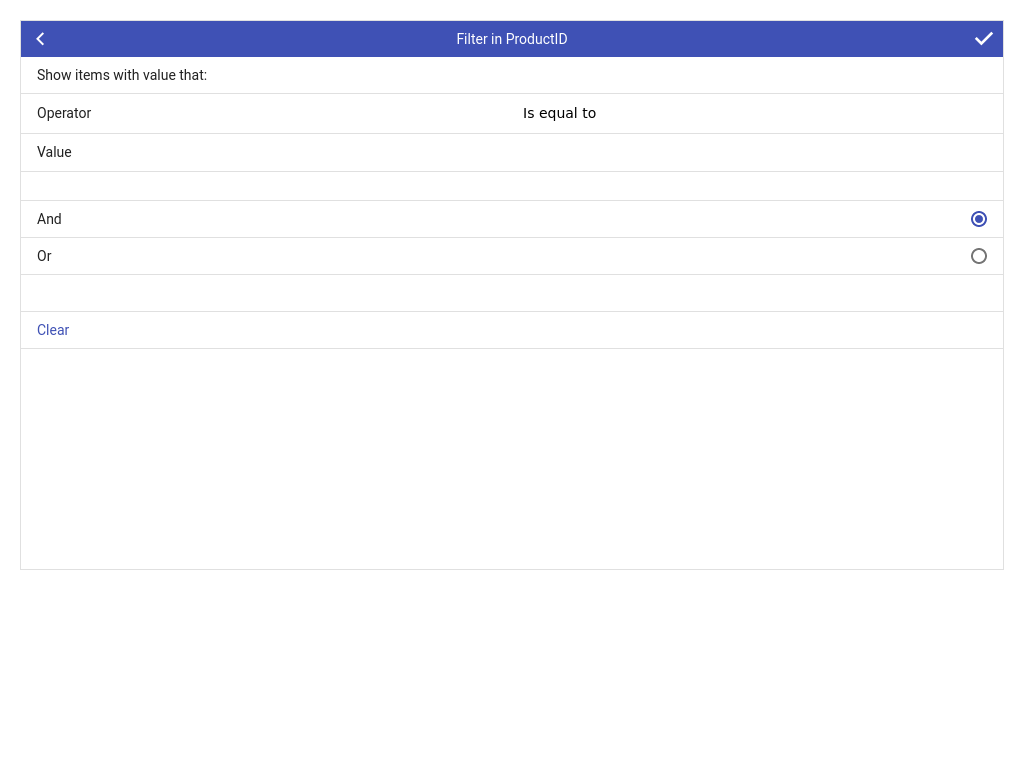 Filter in ProductID
Show items with value that:
Operator Is equal to
Value
And
Or
Clear